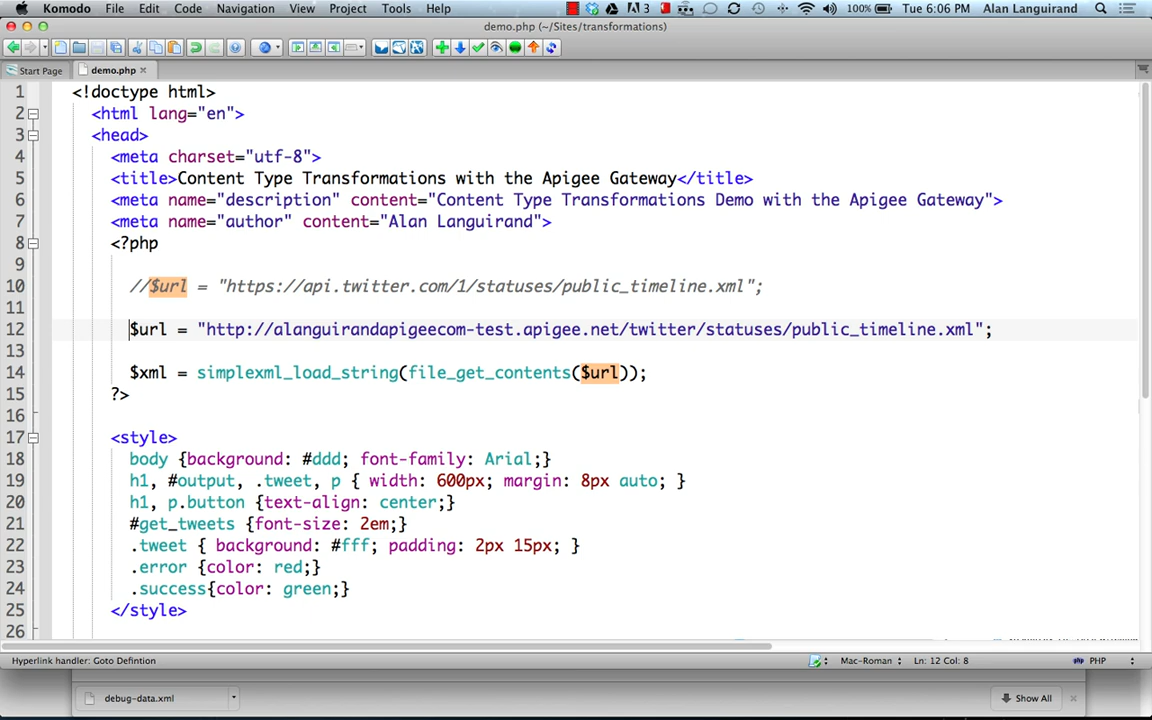 Komodo File Edit Code Navigation View Project Tools Help 3 100% Tue 6:06 PM Alan Languirand
demo.php (~/Sites/transformations)
Start Page demo.php
1 <!doctype html>
2 <html lang="en">
3 <head>
4 <meta charset="utf-8">
5 <title>Content Type Transformations with the Apigee Gateway</title>
6 <meta name="description" content="Content Type Transformations Demo with the Apigee Gateway">
7 <meta name="author" content="Alan Languirand">
8 <?php
9
10 //$url = "https://api.twitter.com/1/statuses/public_timeline.xml";
11
12 $url = "http://alanguirandapigeecom-test.apigee.net/twitter/statuses/public_timeline.xml";
13
14 $xml = simplexml_load_string(file_get_contents($url));
15 ?>
16
17 <style>
18 body {background: #ddd; font-family: Arial;}
19 h1, #output, .tweet, p { width: 600px; margin: 8px auto; }
20 h1, p.button {text-align: center;}
21 #get_tweets {font-size: 2em;}
22 .tweet { background: #fff; padding: 2px 15px; }
23 .error {color: red;}
24 .success{color: green;}
25 </style>
26
Hyperlink handler: Goto Defintion Mac-Roman Ln: 12 Col: 8 PHP
debug-data.xml Show All